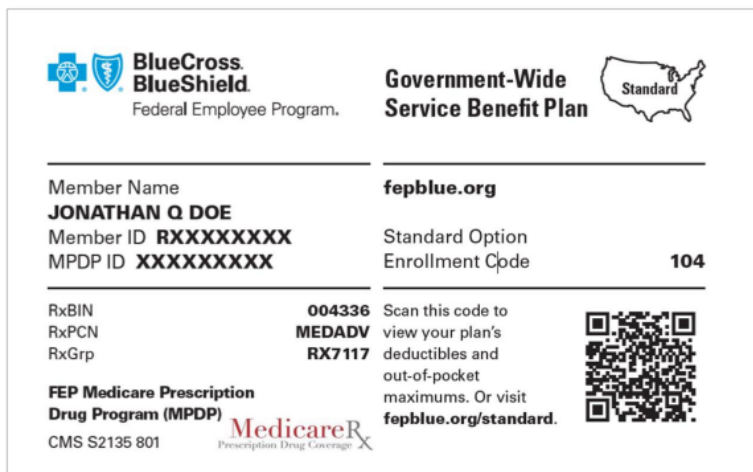 BlueCross.
BlueShield.
Federal Employee Program.
Government-Wide
Service Benefit Plan
Standard
Member Name
JONATHAN Q DOE
Member ID RXXXXXXXX
MPDP ID XXXXXXXXX
fepblue.org
Standard Option
Enrollment Code 104
RxBIN 004336
RxPCN MEDADV
RxGrp RX7117
FEP Medicare Prescription
Drug Program (MPDP)
CMS S2135 801
MedicareRx
Prescription Drug Coverage
Scan this code to
view your plan's
deductibles and
out-of-pocket
maximums. Or visit
fepblue.org/standard.